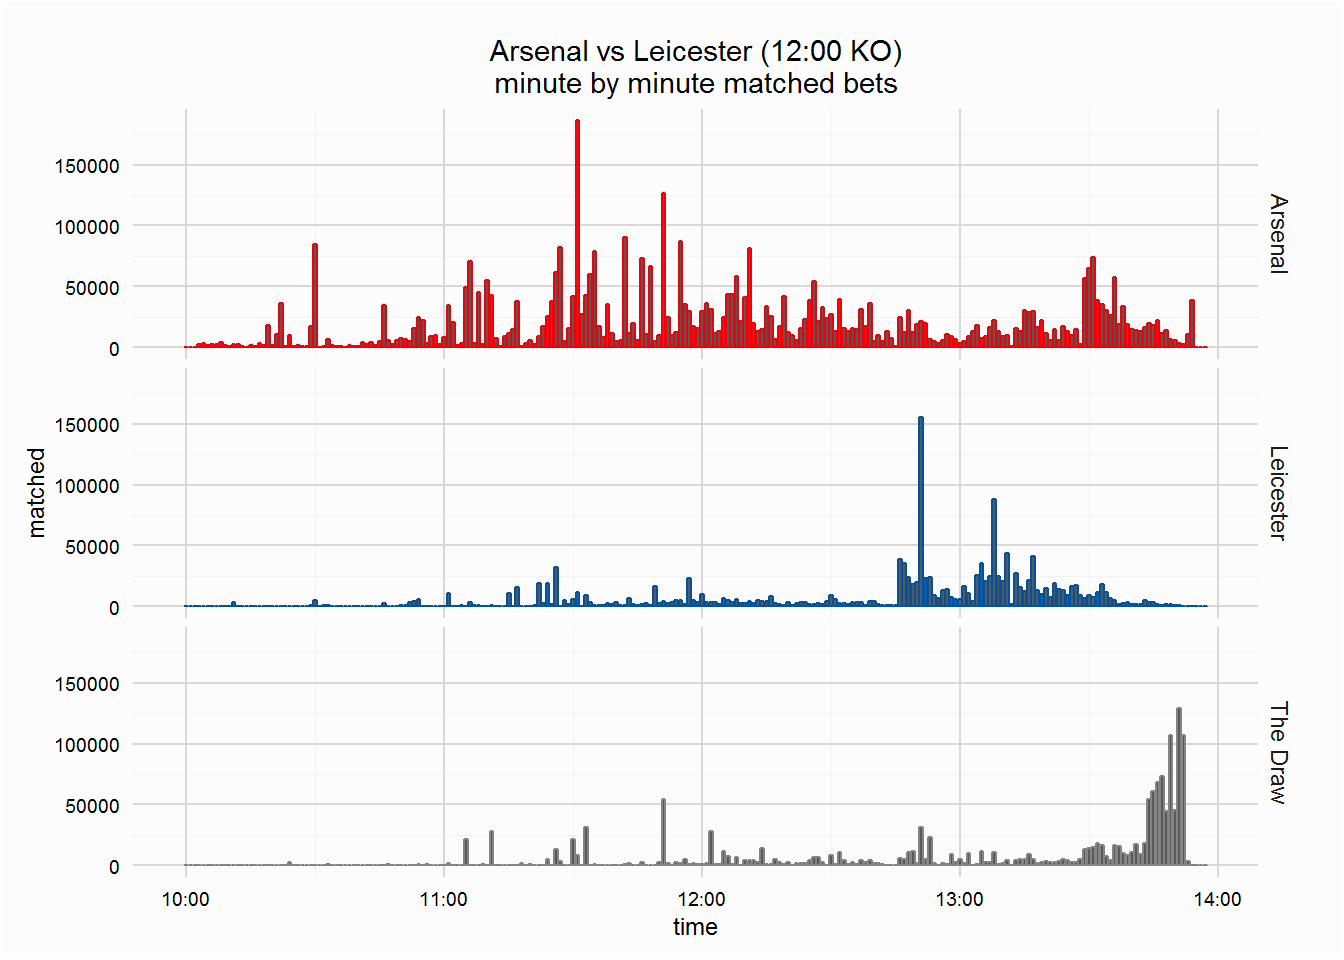 Arsenal vs Leicester (12:00 KO)
minute by minute matched bets
150000
100000
50000
0
Arsenal
150000
100000
50000
0
Leicester
matched
150000
100000
50000
0
The Draw
10:00 11:00 12:00 13:00 14:00
time